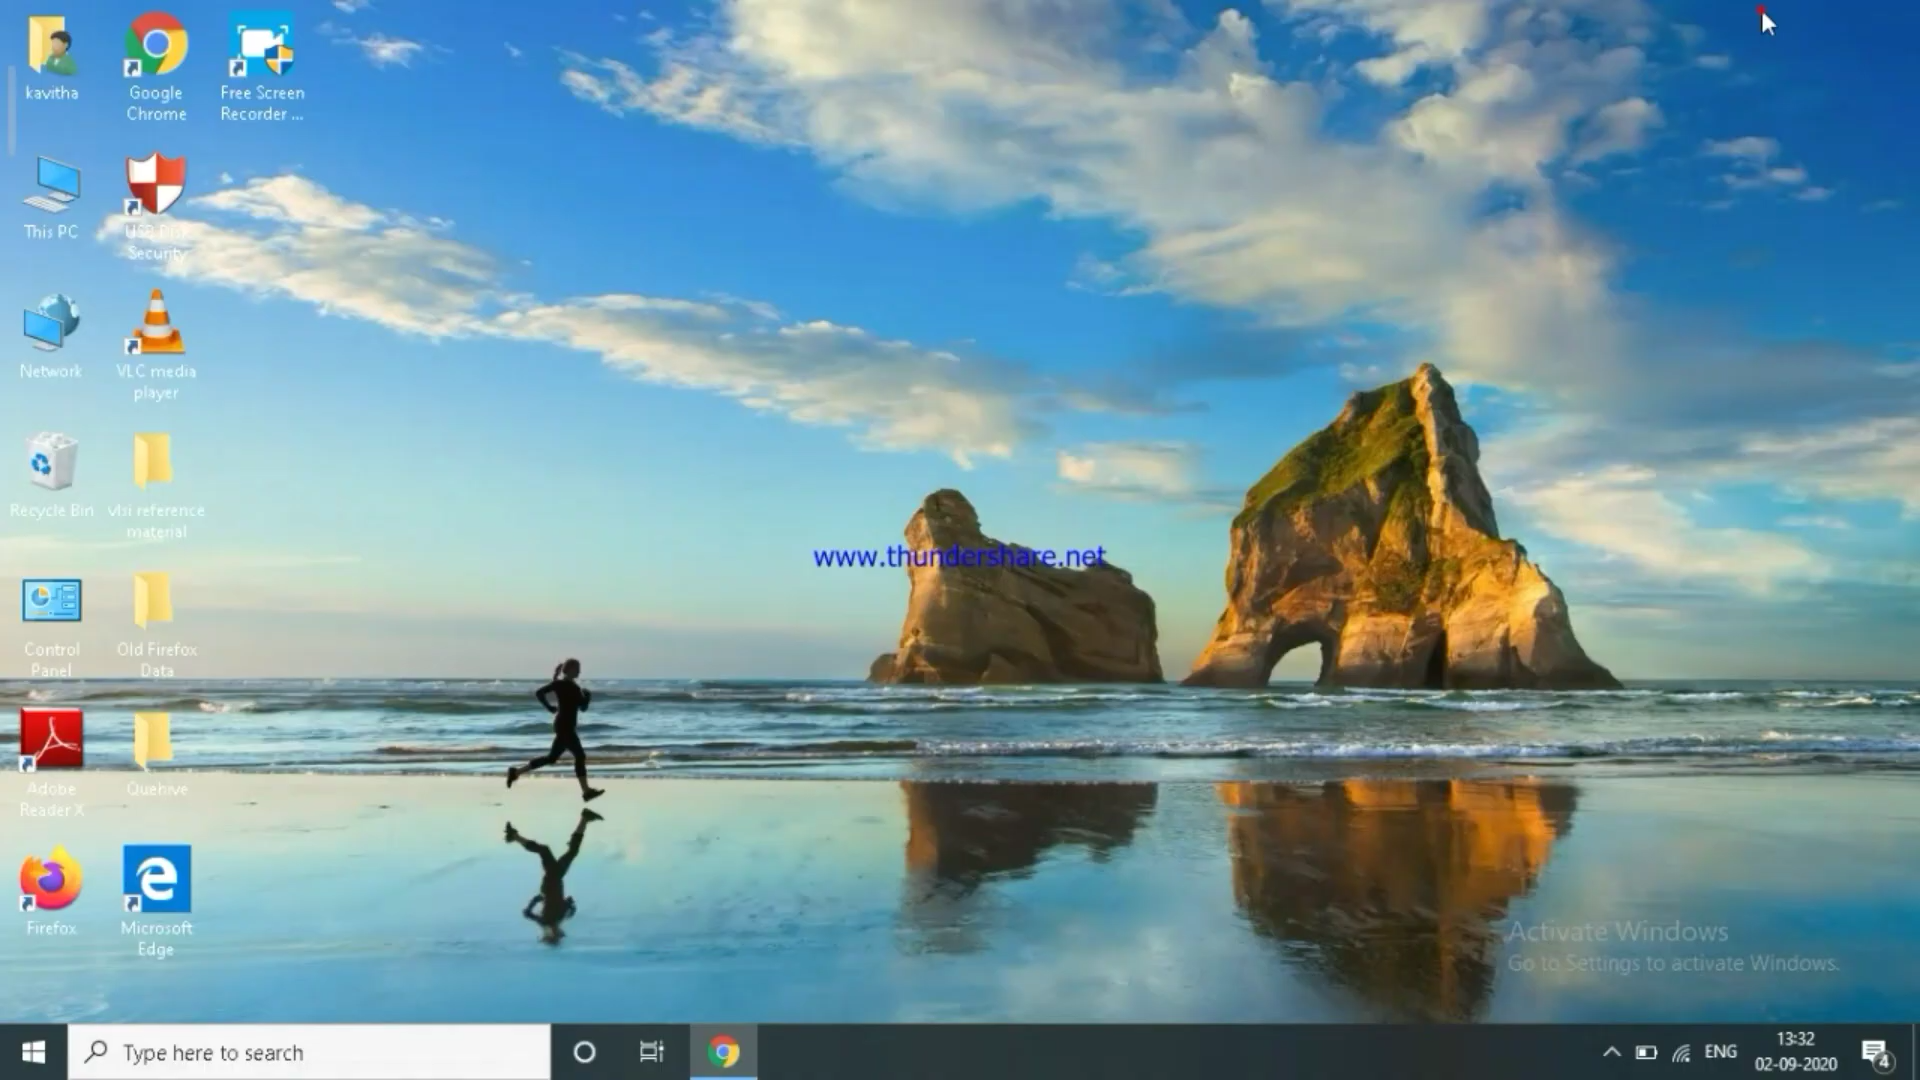 kavitha
Google
Chrome
Free Screen
Recorder ...
This PC
USB Disk
Security
Network
VLC media
player
Recycle Bin
vlsi reference
material
www.thundershare.net
Control
Panel
Old Firefox
Data
Adobe
Reader X
Quehive
Firefox
Microsoft
Edge
Activate Windows
Go to Settings to activate Windows.
Type here to search
ENG
13:32
02-09-2020
4